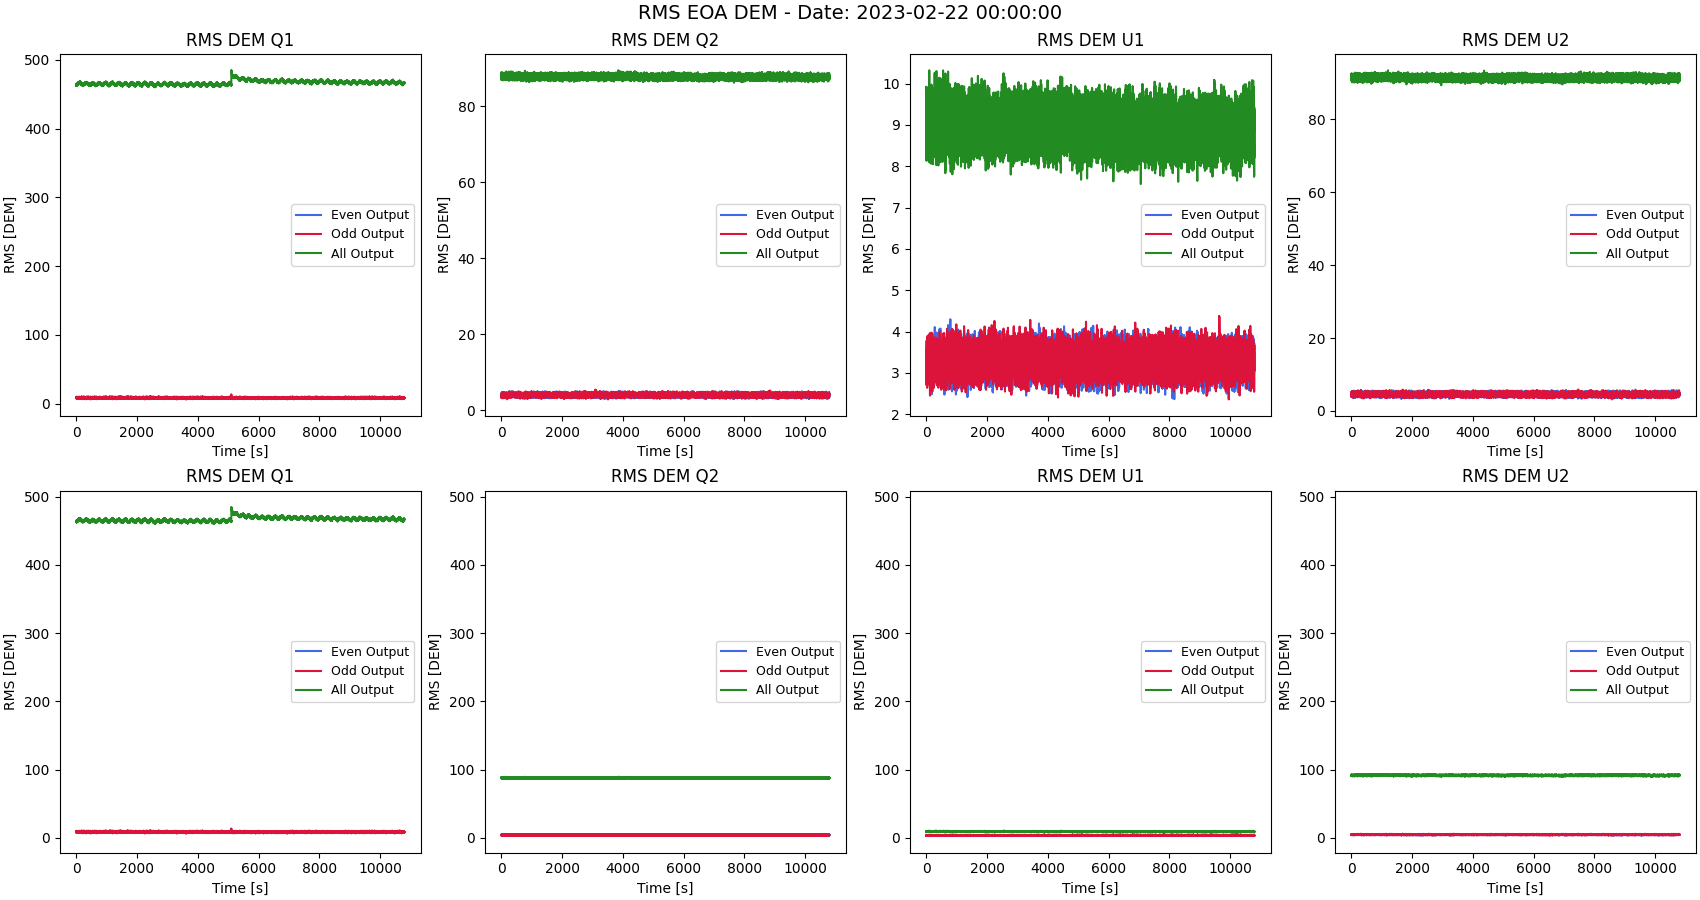 RMS EOA DEM - Date: 2023-02-22 00:00:00
RMS DEM Q1
RMS [DEM]
500
400
300
200
100
0
Even Output
Odd Output
All Output
0 2000 4000 6000 8000 10000
Time [s]
RMS DEM Q2
RMS [DEM]
80
60
40
20
0
Even Output
Odd Output
All Output
0 2000 4000 6000 8000 10000
Time [s]
RMS DEM U1
RMS [DEM]
10
9
8
7
6
5
4
3
2
Even Output
Odd Output
All Output
0 2000 4000 6000 8000 10000
Time [s]
RMS DEM U2
RMS [DEM]
80
60
40
20
0
Even Output
Odd Output
All Output
0 2000 4000 6000 8000 10000
Time [s]
RMS DEM Q1
RMS [DEM]
500
400
300
200
100
0
Even Output
Odd Output
All Output
0 2000 4000 6000 8000 10000
Time [s]
RMS DEM Q2
RMS [DEM]
500
400
300
200
100
0
Even Output
Odd Output
All Output
0 2000 4000 6000 8000 10000
Time [s]
RMS DEM U1
RMS [DEM]
500
400
300
200
100
0
Even Output
Odd Output
All Output
0 2000 4000 6000 8000 10000
Time [s]
RMS DEM U2
RMS [DEM]
500
400
300
200
100
0
Even Output
Odd Output
All Output
0 2000 4000 6000 8000 10000
Time [s]